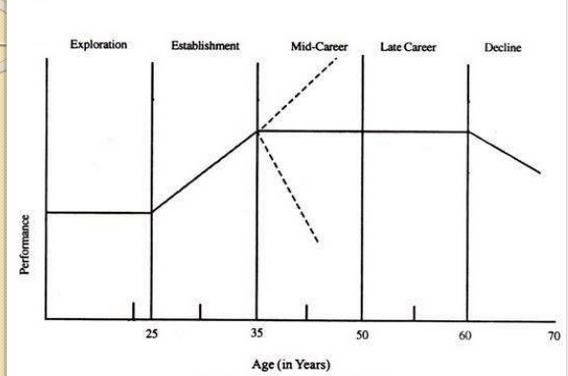 Exploration Establishment Mid-Career Late Career Decline
Performance
25 35 50 60 70
Age (in Years)